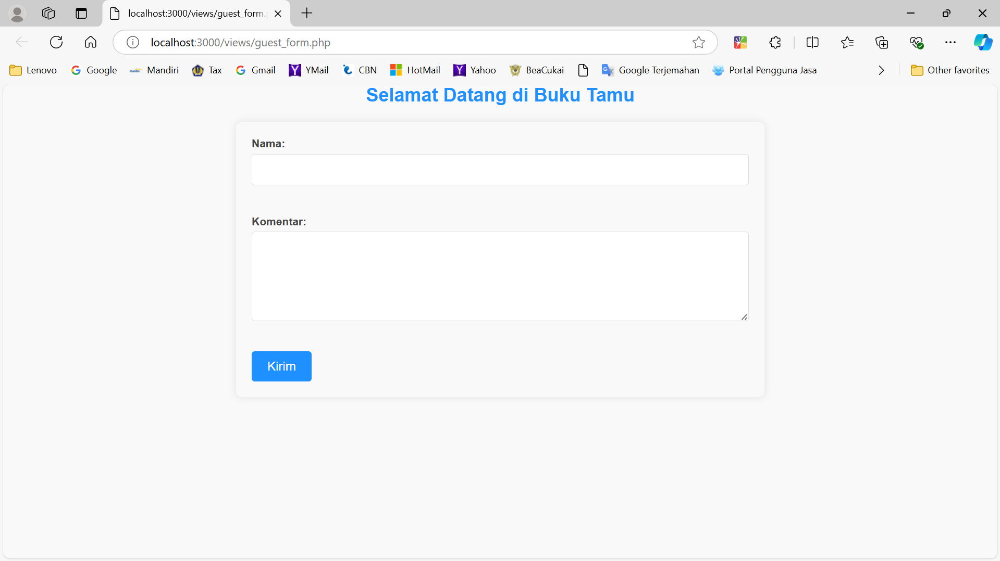 localhost:3000/views/guest_form.
localhost:3000/views/guest_form.php
Lenovo Google Mandiri Tax Gmail YMail CBN HotMail Yahoo BeaCukai Google Terjemahan Portal Pengguna Jasa Other favorites
Selamat Datang di Buku Tamu
Nama:
Komentar:
Kirim